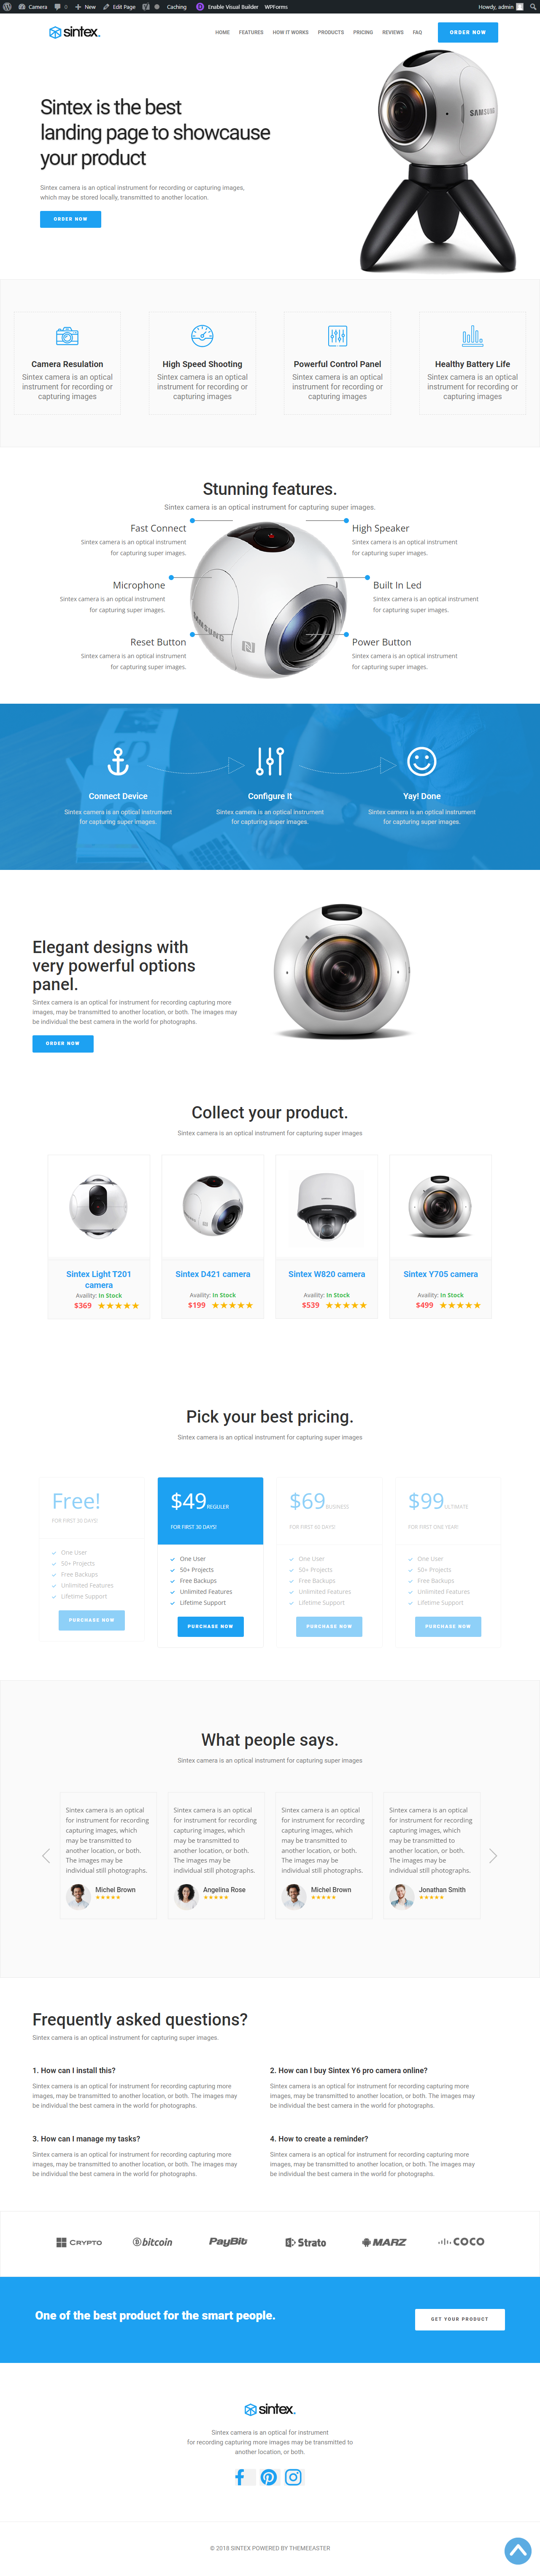 Camera 0 New Edit Page Caching Enable Visual Builder WPForms Howdy, admin
sintex.
HOME FEATURES HOW IT WORKS PRODUCTS PRICING REVIEWS FAQ ORDER NOW
SAMSUNG
Sintex is the best
landing page to showcase
your product
Sintex camera is an optical instrument for recording or capturing images,
which may be stored locally, transmitted to another location.
ORDER NOW
Camera Resulation
Sintex camera is an optical
instrument for recording or
capturing images
High Speed Shooting
Sintex camera is an optical
instrument for recording or
capturing images
Powerful Control Panel
Sintex camera is an optical
instrument for recording or
capturing images
Healthy Battery Life
Sintex camera is an optical
instrument for recording or
capturing images
Stunning features.
Sintex camera is an optical instrument for capturing super images.
Fast Connect
Sintex camera is an optical instrument
for capturing super images.
Microphone
Sintex camera is an optical instrument
for capturing super images.
Reset Button
Sintex camera is an optical instrument
for capturing super images.
SAMSUNG
High Speaker
Sintex camera is an optical instrument
for capturing super images.
Built In Led
Sintex camera is an optical instrument
for capturing super images.
Power Button
Sintex camera is an optical instrument
for capturing super images.
Connect Device
Sintex camera is an optical instrument
for capturing super images.
Configure It
Sintex camera is an optical instrument
for capturing super images.
Yay! Done
Sintex camera is an optical instrument
for capturing super images.
Elegant designs with
very powerful options
panel.
Sintex camera is an optical for instrument for recording capturing more
images, may be transmitted to another location, or both. The images may
be individual the best camera in the world for photographs.
ORDER NOW
Collect your product.
Sintex camera is an optical instrument for capturing super images
Sintex Light T201
camera
Avality: In Stock
$369
Sintex D421 camera
Avality: In Stock
$199
Sintex W820 camera
Avality: In Stock
$539
Sintex Y705 camera
Avality: In Stock
$499
Pick your best pricing.
Sintex camera is an optical instrument for capturing super images
Free!
FOR FIRST 20 DAYS!
One User
50+ Projects
Free Backups
Unlimited Features
Lifetime Support
PURCHASE NOW
$49 REGULER
FOR FIRST 30 DAYS!
One User
50+ Projects
Free Backups
Unlimited Features
Lifetime Support
PURCHASE NOW
$69 BUSINESS
FOR FIRST 60 DAYS!
One User
50+ Projects
Free Backups
Unlimited Features
Lifetime Support
PURCHASE NOW
$99 ULTIMATE
FOR FIRST ONE YEAR!
One User
50+ Projects
Free Backups
Unlimited Features
Lifetime Support
PURCHASE NOW
What people says.
Sintex camera is an optical instrument for capturing super images
Sintex camera is an optical
for instrument for recording
capturing images, which
may be transmitted to
another location, or both.
The images may be
individual still photographs.
Michel Brown
Sintex camera is an optical
for instrument for recording
capturing images, which
may be transmitted to
another location, or both.
The images may be
individual still photographs.
Angelina Rose
Sintex camera is an optical
for instrument for recording
capturing images, which
may be transmitted to
another location, or both.
The images may be
individual still photographs.
Michel Brown
Sintex camera is an optical
for instrument for recording
capturing images, which
may be transmitted to
another location, or both.
The images may be
individual still photographs.
Jonathan Smith
Frequently asked questions?
Sintex camera is an optical instrument for capturing super images.
1. How can I install this?
Sintex camera is an optical for instrument for recording capturing more
images, may be transmitted to another location, or both. The images may
be individual the best camera in the world for photographs.
2. How can I buy Sintex Y6 pro camera online?
Sintex camera is an optical for instrument for recording capturing more
images, may be transmitted to another location, or both. The images may
be individual the best camera in the world for photographs.
3. How can I manage my tasks?
Sintex camera is an optical for instrument for recording capturing more
images, may be transmitted to another location, or both. The images may
be individual the best camera in the world for photographs.
4. How to create a reminder?
Sintex camera is an optical for instrument for recording capturing more
images, may be transmitted to another location, or both. The images may
be individual the best camera in the world for photographs.
CRYPTO bitcoin PayBit Strato MARZ COCO
One of the best product for the smart people.
GET YOUR PRODUCT
sintex.
Sintex camera is an optical for instrument
for recording capturing more images may be transmitted to
another location, or both.
© 2018 SINTEX POWERED BY THEMEEASTER